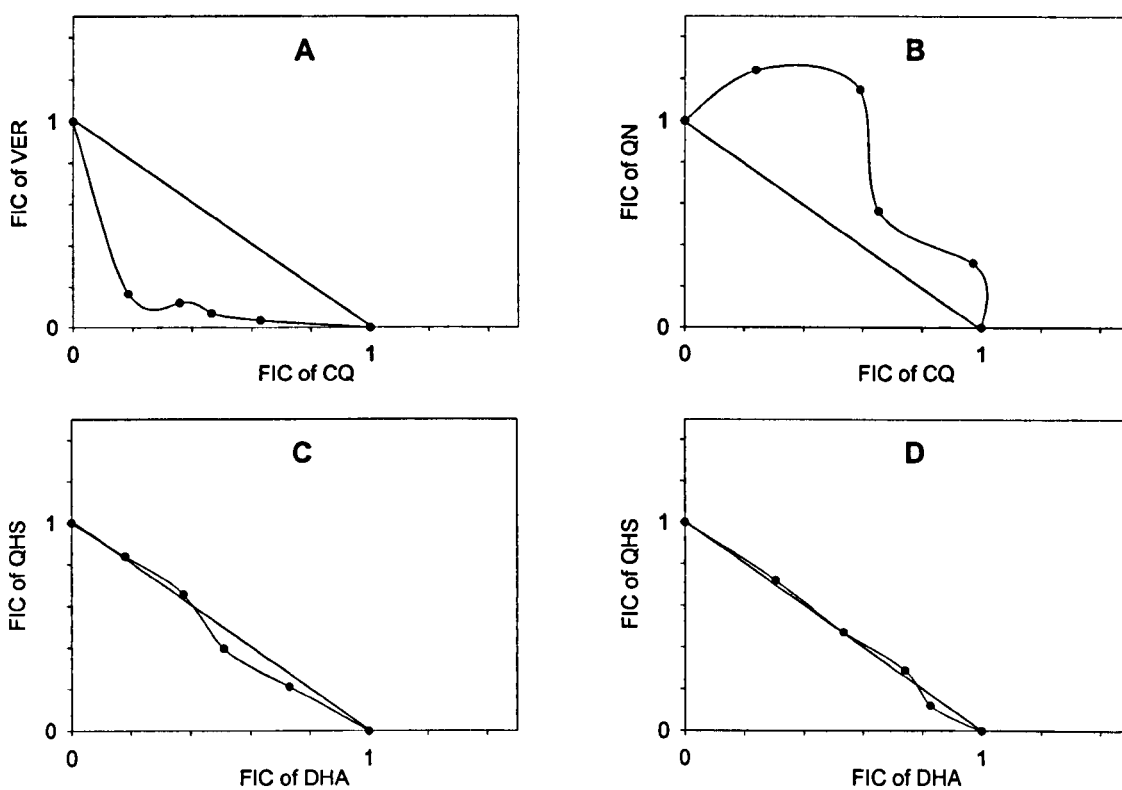 A
FIC of VER
1
0
0
1
FIC of CQ
B
FIC of QN
1
0
0
1
FIC of CQ
C
FIC of QHS
1
0
0
1
FIC of DHA
D
FIC of QHS
1
0
0
1
FIC of DHA